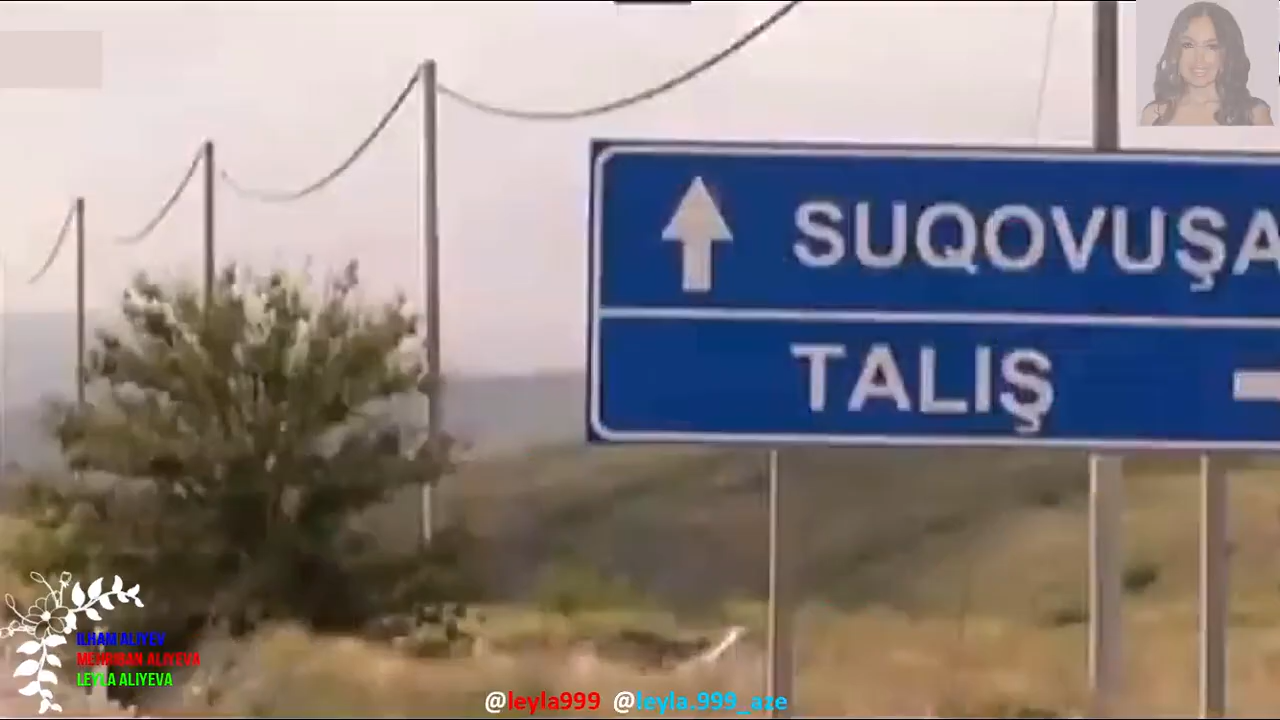 SUQOVUŞA
TALIŞ
ILHAM ALIYEV
MEHRIBAN ALIYEVA
LEYLA ALIYEVA
@leyla999 @leyla.999_aze